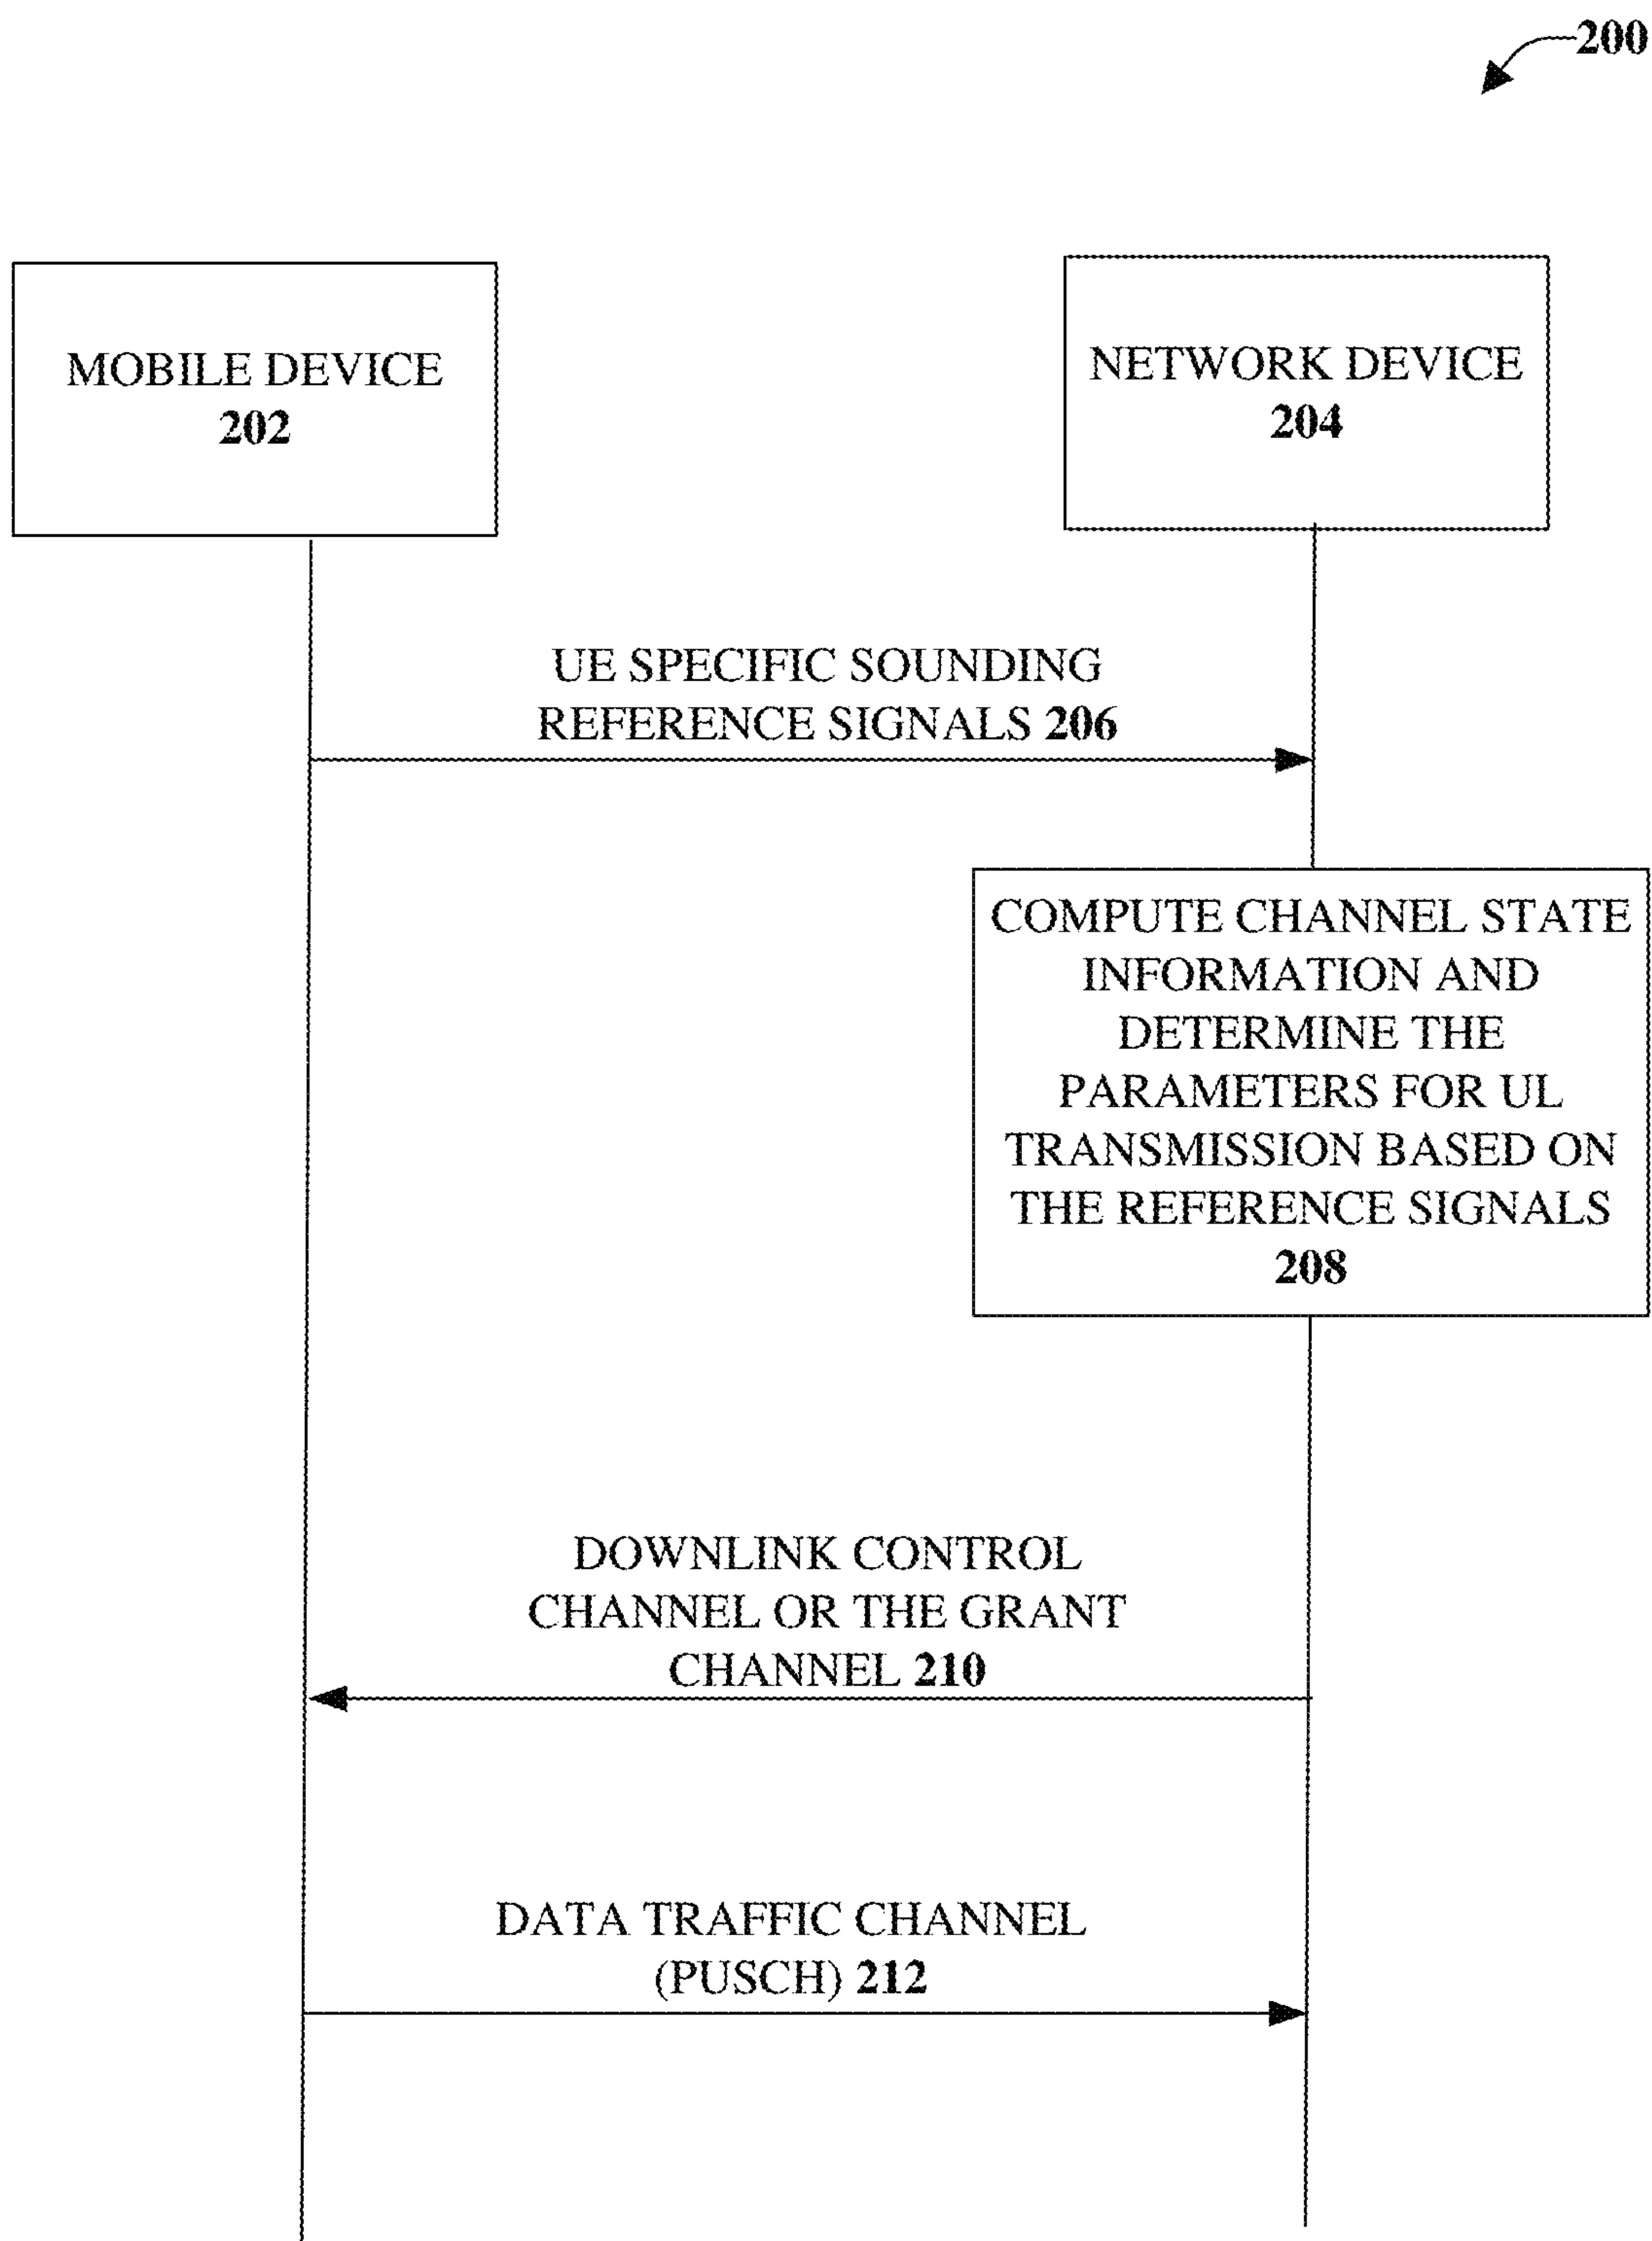 200
MOBILE DEVICE
202
NETWORK DEVICE
204
UE SPECIFIC SOUNDING
REFERENCE SIGNALS 206
COMPUTE CHANNEL STATE
INFORMATION AND
DETERMINE THE
PARAMETERS FOR UL
TRANSMISSION BASED ON
THE REFERENCE SIGNALS
208
DOWNLINK CONTROL
CHANNEL OR THE GRANT
CHANNEL 210
DATA TRAFFIC CHANNEL
(PUSCH) 212